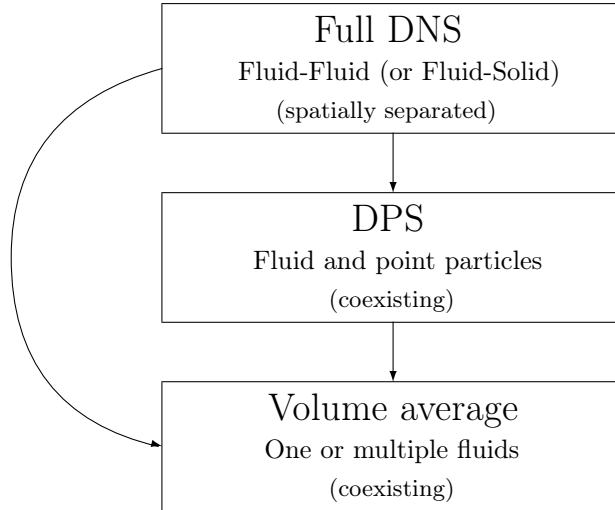 Full DNS
Fluid-Fluid (or Fluid-Solid)
(spatially separated)
DPS
Fluid and point particles
(coexisting)
Volume average
One or multiple fluids
(coexisting)